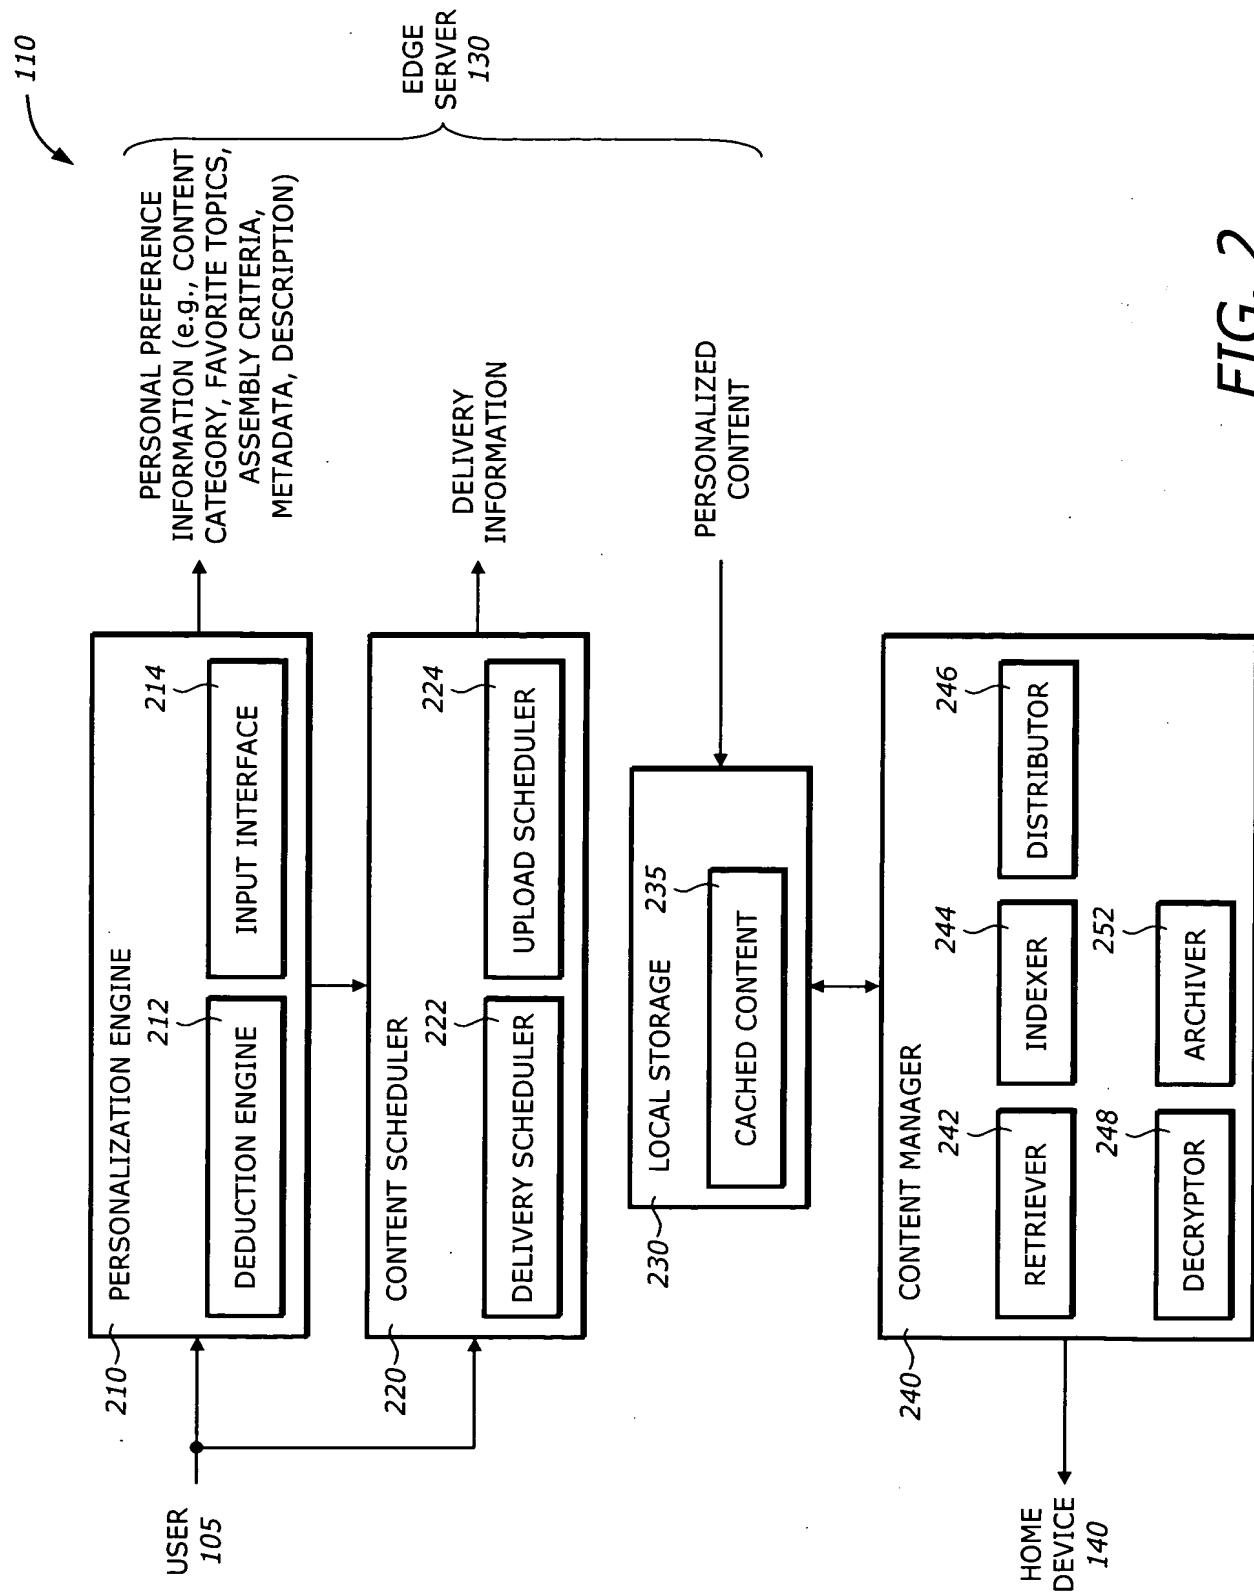 110
USER
105
210
PERSONALIZATION ENGINE
212
DEDUCTION ENGINE
214
INPUT INTERFACE
PERSONAL PREFERENCE
INFORMATION (e.g., CONTENT
CATEGORY, FAVORITE TOPICS,
ASSEMBLY CRITERIA,
METADATA, DESCRIPTION)
220
CONTENT SCHEDULER
222
DELIVERY SCHEDULER
224
UPLOAD SCHEDULER
DELIVERY
INFORMATION
EDGE
SERVER
130
230
LOCAL STORAGE
235
CACHED CONTENT
PERSONALIZED
CONTENT
240
CONTENT MANAGER
242
RETRIEVER
244
INDEXER
246
DISTRIBUTOR
248
DECRYPTOR
252
ARCHIVER
HOME
DEVICE
140
FIG. 2